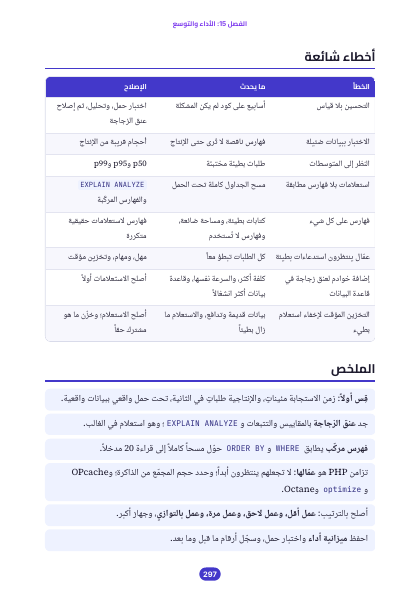 الفصل 15: الأداء والتوسع
أخطاء شائعة
الخطأ ما يحدث الإصلاح
التحسين بلا قياس أسابيع على كود لم يكن المشكلة اختبار حمل، وتحليل، ثم إصلاح
عنق الزجاجة
الاختبار ببيانات ضئيلة فهارس ناقصة لا تُرى حتى الإنتاج أحجام قريبة من الإنتاج
النظر إلى المتوسطات طلبات بطيئة مختبئة p50 وp95 وp99
استعلامات بلا فهارس مطابقة مسح الجداول كاملة تحت الحمل EXPLAIN ANALYZE
والفهارس المركّبة
فهارس على كل شيء كتابات بطيئة، ومساحة ضائعة، فهارس لاستعلامات حقيقية
وفهارس لا تُستخدم متكررة
عمّال ينتظرون استدعاءات بطيئة كل الطلبات تبطؤ معاً مهل، ومهام، وتخزين مؤقت
إضافة خوادم لعنق زجاجة في كلفة أكثر، والسرعة نفسها، وقاعدة أصلح الاستعلامات أولاً
قاعدة البيانات بيانات أكثر انشغالاً
التخزين المؤقت لإخفاء استعلام بيانات قديمة وتدافع، والاستعلام ما أصلح الاستعلام؛ وخزّن ما هو
بطيء زال بطيئاً مشترك حقاً
الملخص
قِس أولاً: زمن الاستجابة مئينات، والإنتاجية طلبات في الثانية، تحت حمل واقعي ببيانات واقعية.
جد عنق الزجاجة بالمقاييس والتتبعات و EXPLAIN ANALYZE ؛ وهو استعلام في الغالب.
فهرس مركّب يطابق WHERE و ORDER BY حوّل مسحاً كاملاً إلى قراءة 20 مدخلاً.
تزامن PHP هو عمّالها: لا تجعلهم ينتظرون أبداً؛ وحدد حجم المجمّع من الذاكرة؛ وOPcache
و optimize وOctane.
أصلح بالترتيب: عمل أقل، وعمل لاحق، وعمل مرة، وعمل بالتوازي، وجهاز أكبر.
احفظ ميزانية أداء واختبار حمل، وسجّل أرقام ما قبل وما بعد.
297